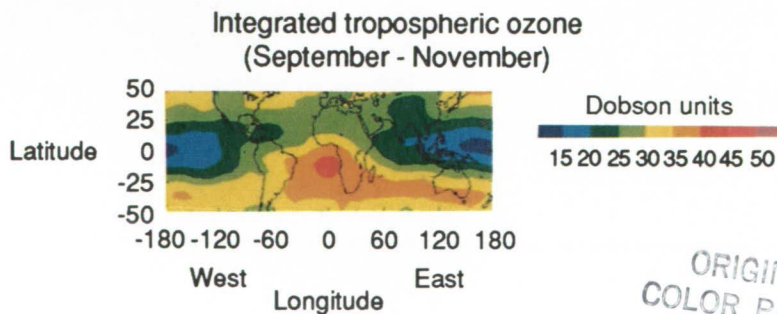 Integrated tropospheric ozone
(September - November)
50
25
0
-25
-50
Latitude
-180 -120 -60 0 60 120 180
West East
Longitude
Dobson units
15 20 25 30 35 40 45 50
COLOR